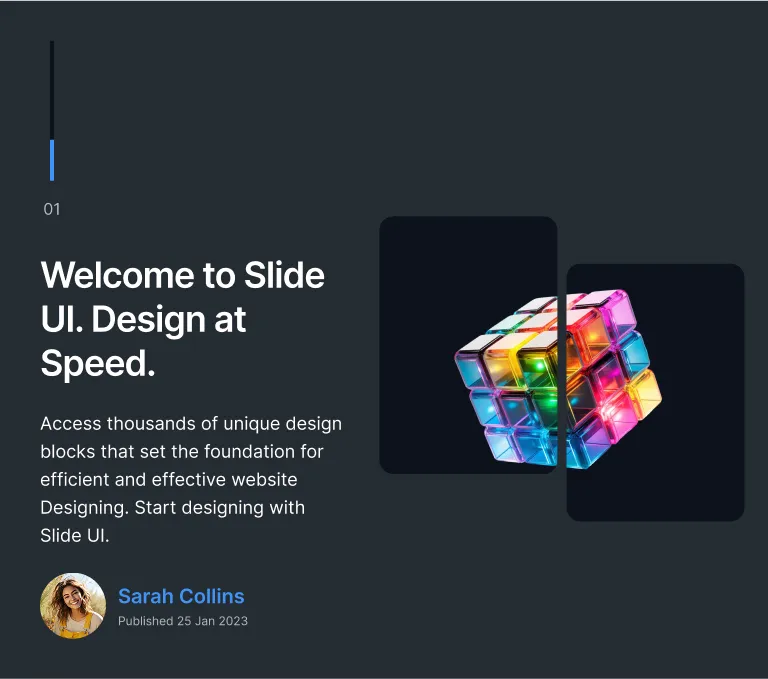 01
Welcome to Slide
UI. Design at
Speed.
Access thousands of unique design
blocks that set the foundation for
efficient and effective website
Designing. Start designing with
Slide UI.
Sarah Collins
Published 25 Jan 2023